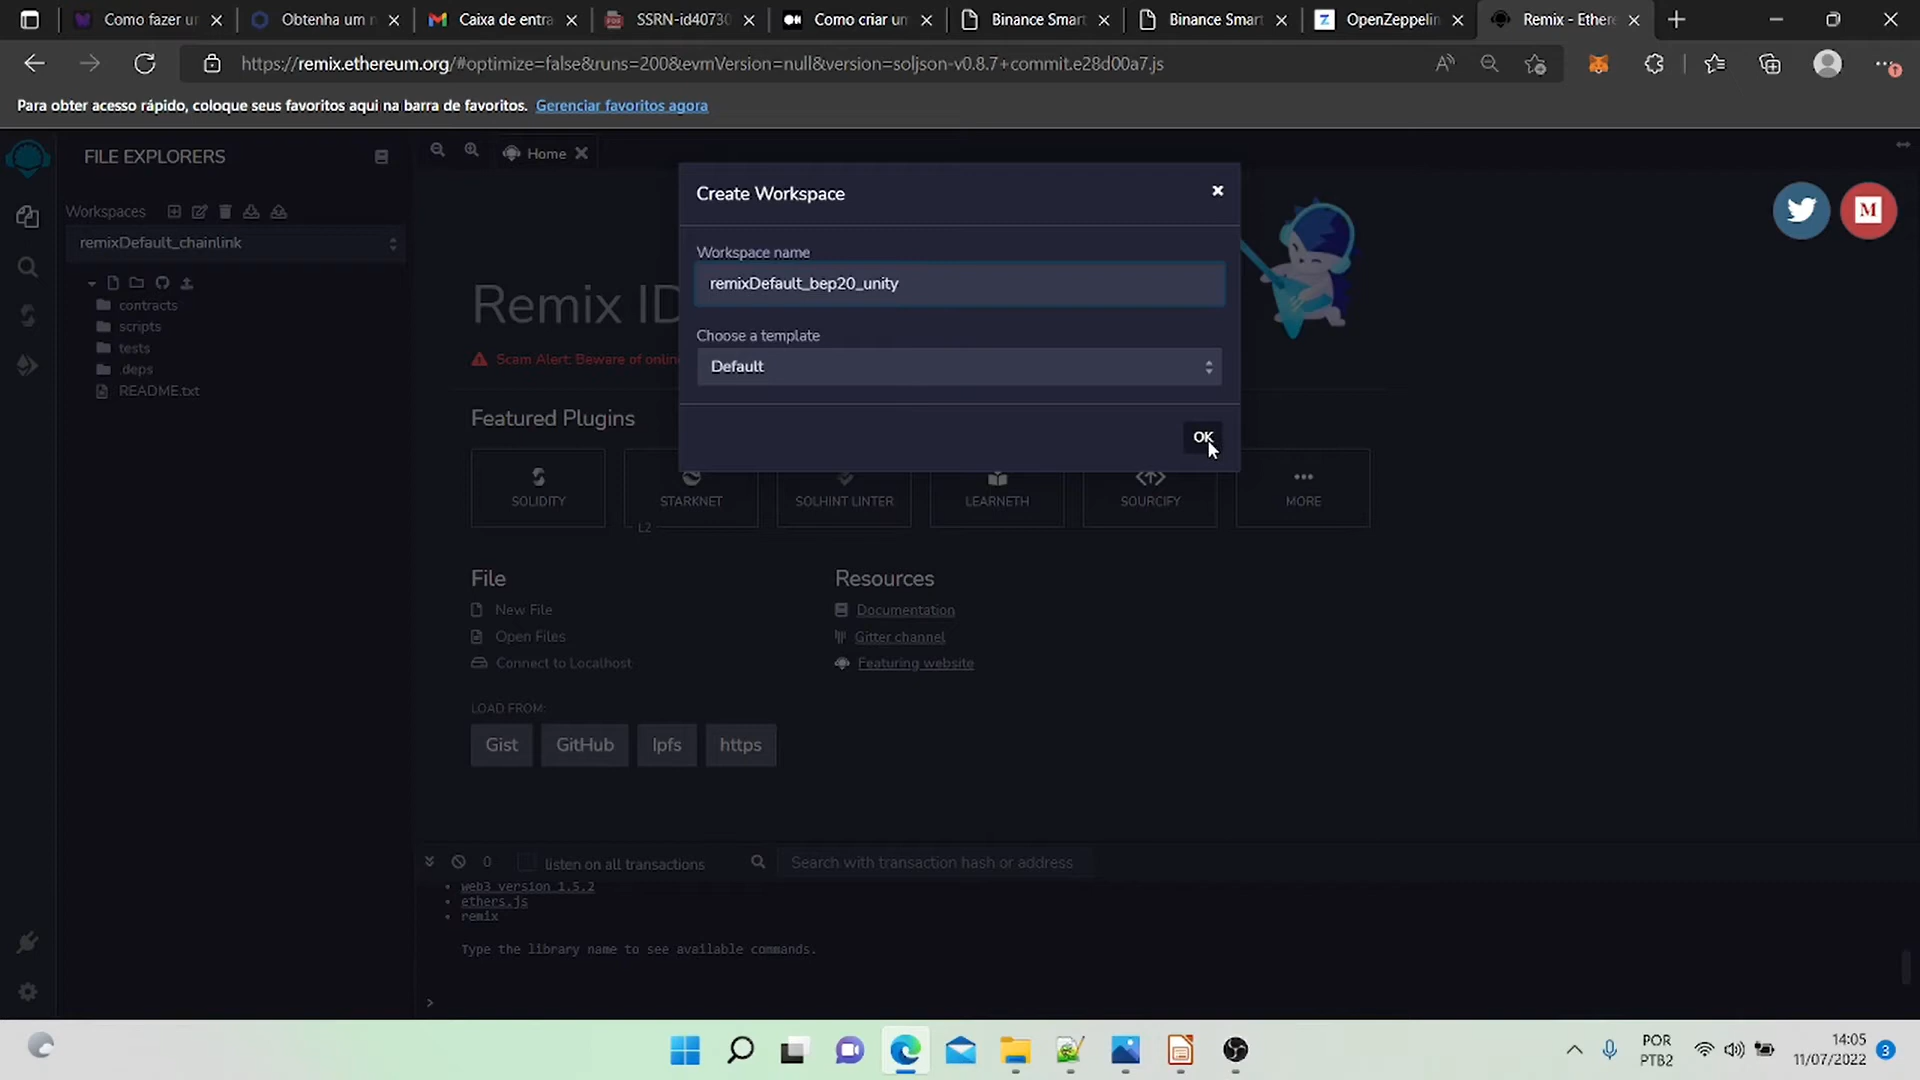 Como fazer ur
Obtenha um n
Caixa de entra
SSRN-id40730
Como criar un
Binance Smar
Binance Smar
OpenZeppelin
Remix - Ethere
https://remix.ethereum.org/#optimize=false&runs=200&evmVersion=null&version=soljson-v0.8.7+commit.e28d00a7.js
Para obter acesso rápido, coloque seus favoritos aqui na barra de favoritos. Gerenciar favoritos agora
FILE EXPLORERS
Home
Workspaces
remixDefault_chainlink
contracts
scripts
tests
.deps
README.txt
Create Workspace
Workspace name
remixDefault_bep20_unity
Choose a template
Default
OK
Remix ID
Scam Alert: Beware of online
Featured Plugins
SOLIDITY
STARKNET
L2
SOLHINT LINTER
LEARNETH
SOURCIFY
MORE
M
File
New File
Open Files
Connect to Localhost
Resources
Documentation
Gitter channel
Featuring website
LOAD FROM:
Gist
GitHub
Ipfs
https
0
listen on all transactions
Search with transaction hash or address
web3 version 1.5.2
ethers.js
remix
Type the library name to see available commands.
>
POR
PTB2
14:05
11/07/2022
3